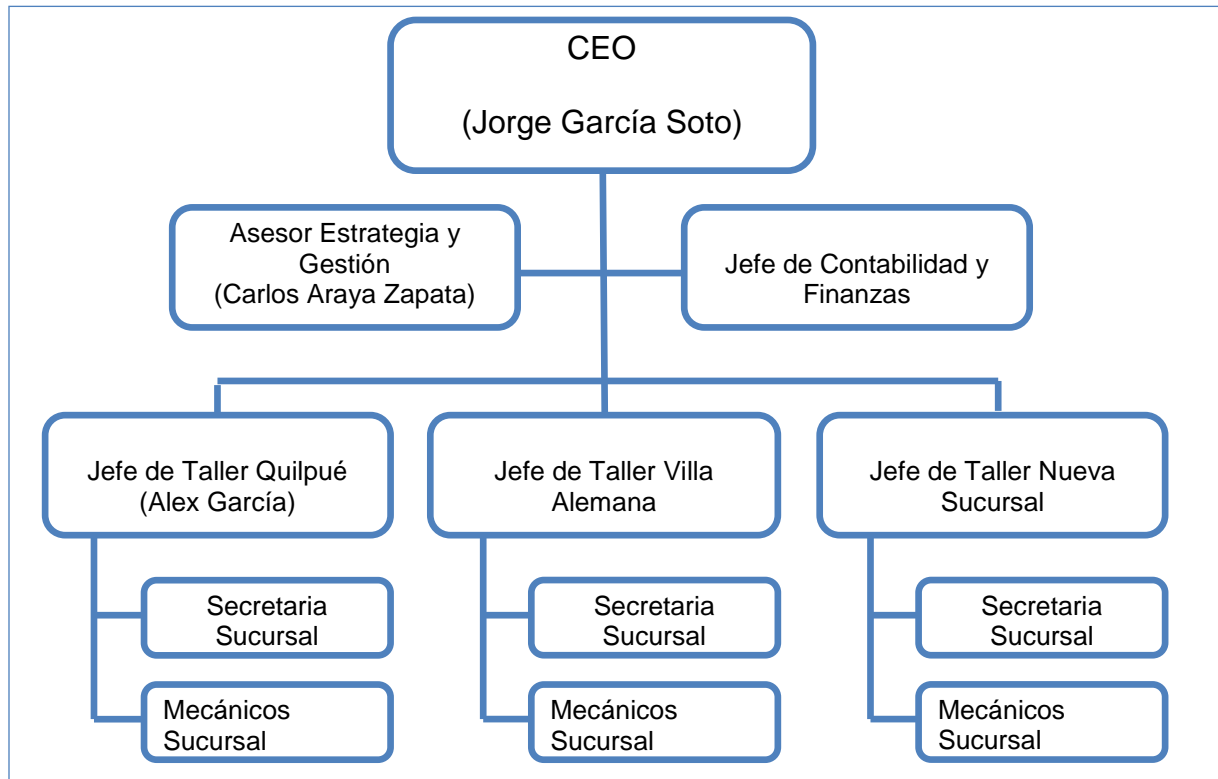 CEO
(Jorge García Soto)
Asesor Estrategia y
Gestión
(Carlos Araya Zapata)
Jefe de Contabilidad y
Finanzas
Jefe de Taller Quilpué
(Alex García)
Jefe de Taller Villa
Alemana
Jefe de Taller Nueva
Sucursal
Secretaria
Sucursal
Secretaria
Sucursal
Secretaria
Sucursal
Mecánicos
Sucursal
Mecánicos
Sucursal
Mecánicos
Sucursal